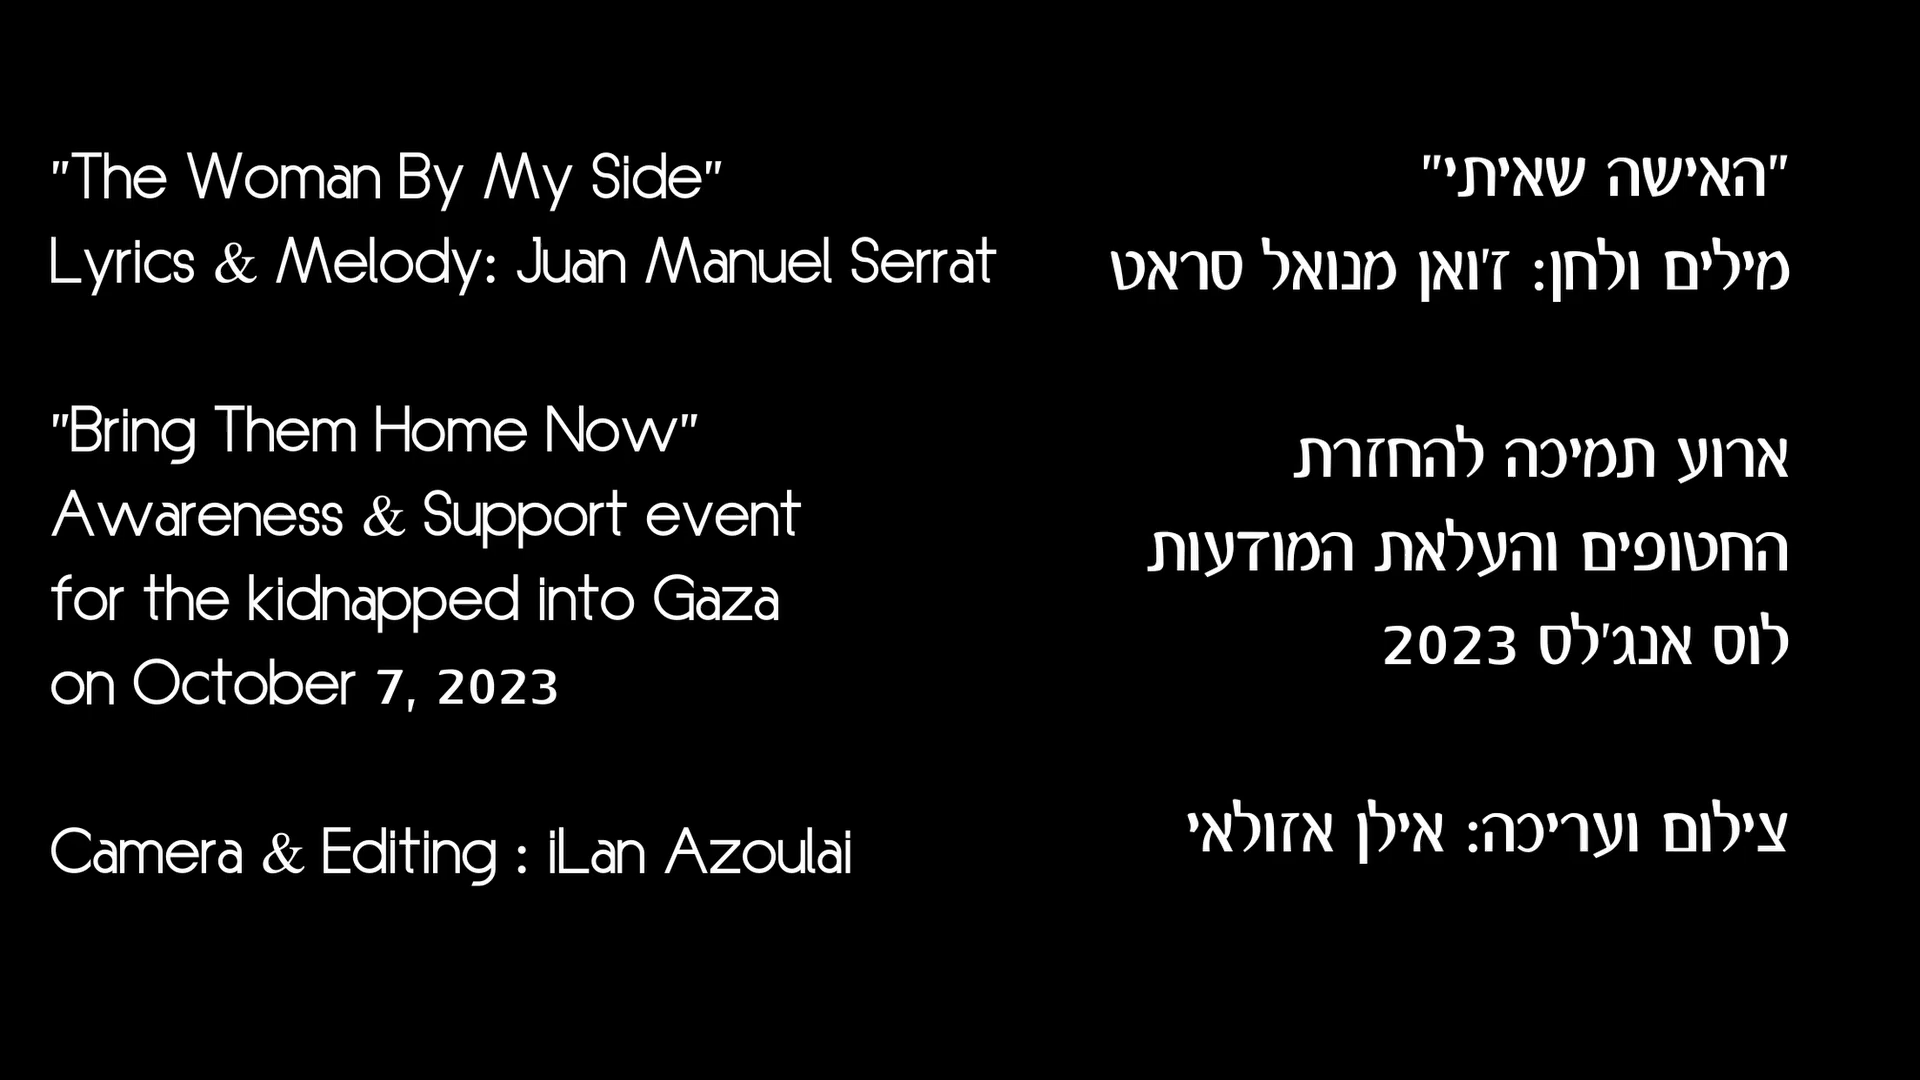 "The Woman By My Side"
Lyrics & Melody: Juan Manuel Serrat
"Bring Them Home Now"
Awareness & Support event
for the kidnapped into Gaza
on October 7, 2023
Camera & Editing : iLan Azoulai
"האישה שאיתי"
מילים ולחן: ז'ואן מנואל סראט
ארוע תמיכה להחזרת
החטופים והעלאת המודעות
לוס אנג'לס 2023
צילום ועריכה: אילן אזולאי